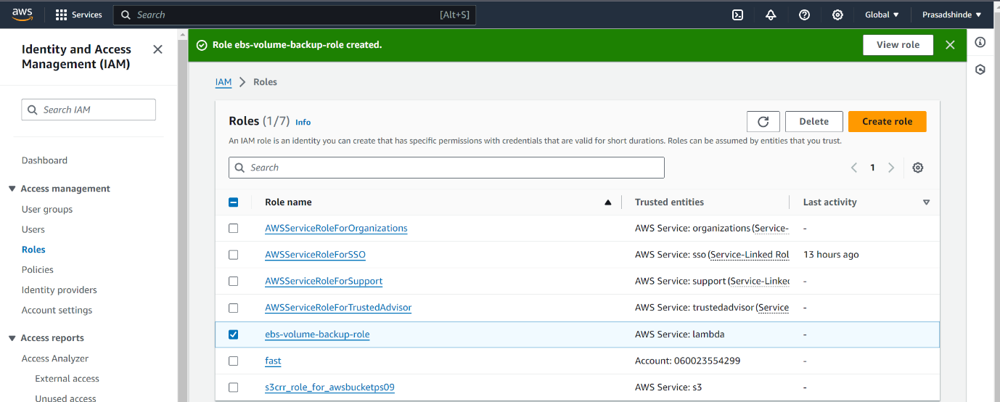 aws Services Search [Alt+S] Global Prasadshinde
Identity and Access Management (IAM)
Search IAM
Dashboard
Access management
User groups
Users
Roles
Policies
Identity providers
Account settings
Access reports
Access Analyzer
External access
Unused access
Role ebs-volume-backup-role created. View role
IAM > Roles
Roles (1/7) Info Delete Create role
An IAM role is an identity you can create that has specific permissions with credentials that are valid for short durations. Roles can be assumed by entities that you trust.
Search 1
Role name Trusted entities Last activity
AWSServiceRoleForOrganizations AWS Service: organizations (Service- -
AWSServiceRoleForSSO AWS Service: sso (Service-Linked Rol 13 hours ago
AWSServiceRoleForSupport AWS Service: support (Service-Linked -
AWSServiceRoleForTrustedAdvisor AWS Service: trustedadvisor (Service -
ebs-volume-backup-role AWS Service: lambda -
fast Account: 060023554299 -
s3crr_role_for_awsbucketps09 AWS Service: s3 -